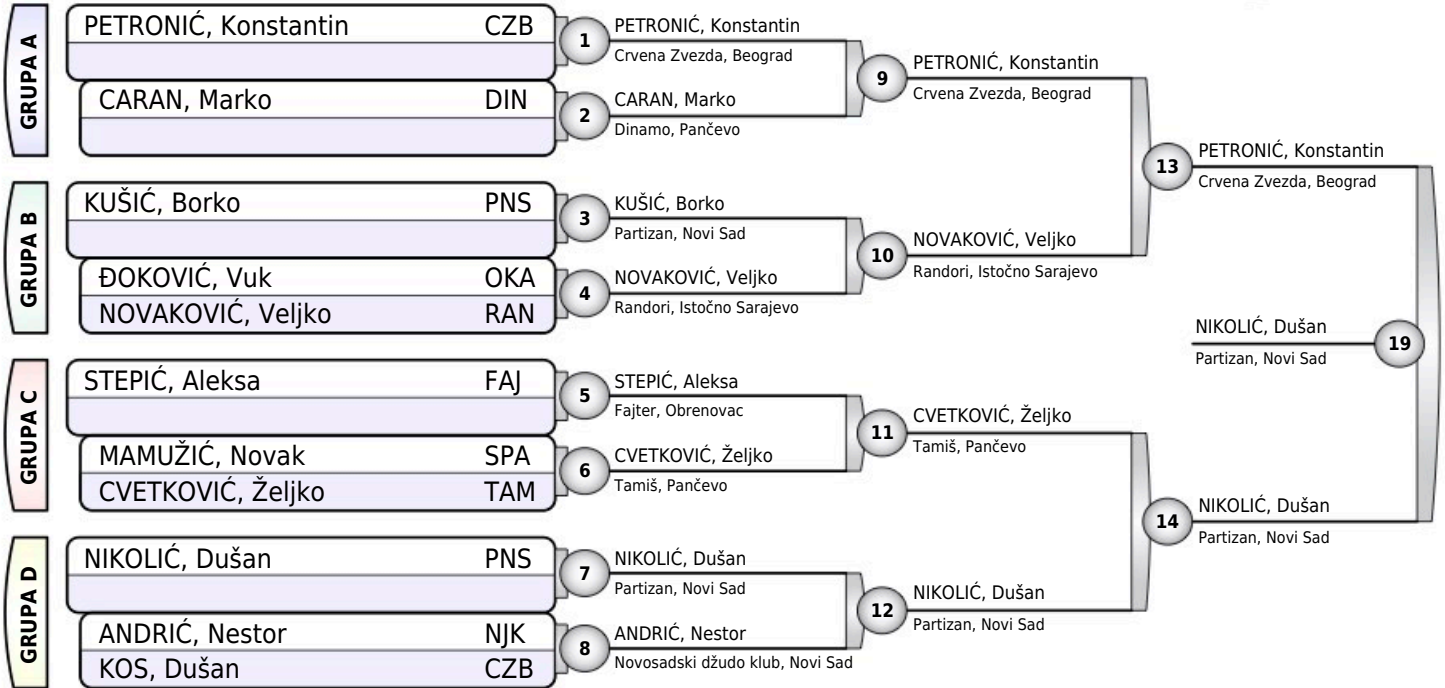 GRUPA A
PETRONIĆ, Konstantin CZB
CARAN, Marko DIN
GRUPA B
KUŠIĆ, Borko PNS
ĐOKOVIĆ, Vuk OKA
NOVAKOVIĆ, Veljko RAN
GRUPA C
STEPIĆ, Aleksa FAJ
MAMUŽIĆ, Novak SPA
CVETKOVIĆ, Željko TAM
GRUPA D
NIKOLIĆ, Dušan PNS
ANDRIĆ, Nestor NJK
KOS, Dušan CZB
1
PETRONIĆ, Konstantin
Crvena Zvezda, Beograd
2
CARAN, Marko
Dinamo, Pančevo
3
KUŠIĆ, Borko
Partizan, Novi Sad
4
NOVAKOVIĆ, Veljko
Randori, Istočno Sarajevo
5
STEPIĆ, Aleksa
Fajter, Obrenovac
6
CVETKOVIĆ, Željko
Tamiš, Pančevo
7
NIKOLIĆ, Dušan
Partizan, Novi Sad
8
ANDRIĆ, Nestor
Novosadski džudo klub, Novi Sad
9
PETRONIĆ, Konstantin
Crvena Zvezda, Beograd
10
NOVAKOVIĆ, Veljko
Randori, Istočno Sarajevo
11
CVETKOVIĆ, Željko
Tamiš, Pančevo
12
NIKOLIĆ, Dušan
Partizan, Novi Sad
13
PETRONIĆ, Konstantin
Crvena Zvezda, Beograd
14
NIKOLIĆ, Dušan
Partizan, Novi Sad
NIKOLIĆ, Dušan
Partizan, Novi Sad
19